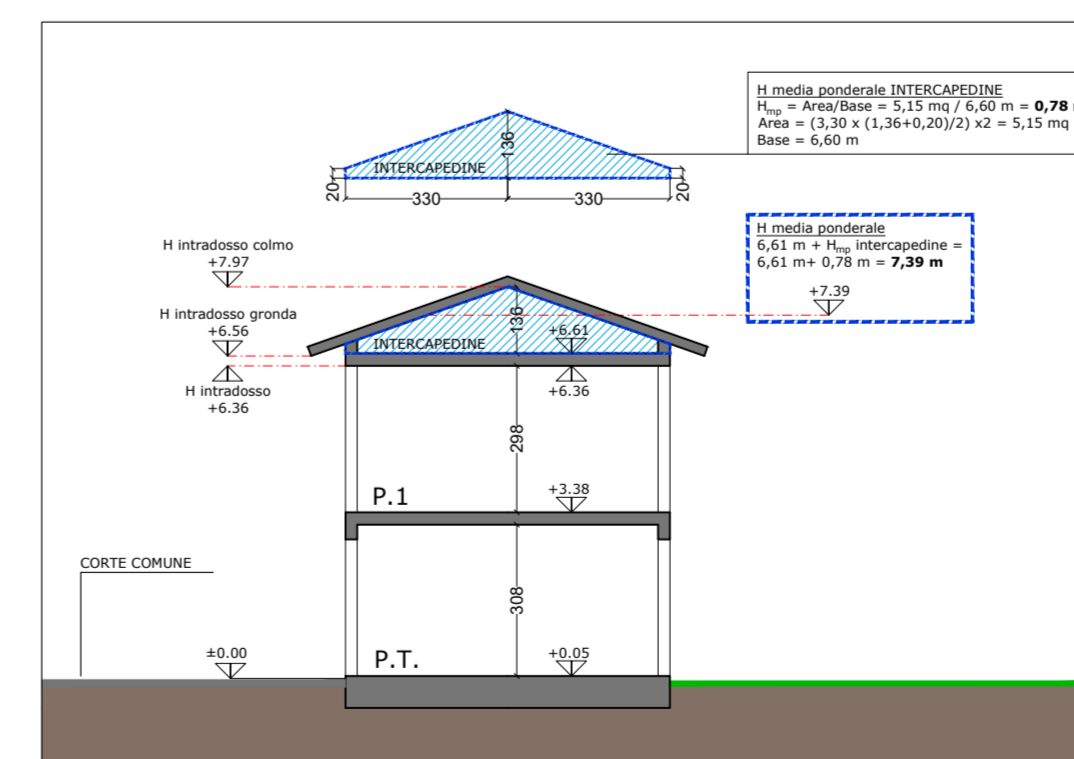 H media ponderale INTERCAPEDINE
Hmp = Area/Base = 5,15 mq / 6,60 m = 0,78
Area = (3,30 x (1,36+0,20)/2) x2 = 5,15 mq
Base = 6,60 m
136
INTERCAPEDINE
20
330
330
20
H media ponderale
6,61 m + Hmp intercapedine =
6,61 m+ 0,78 m = 7,39 m
+7.39
H intradosso colmo
+7.97
H intradosso gronda
+6.56
136
+6.61
INTERCAPEDINE
H intradosso
+6.36
+6.36
298
P.1
+3.38
CORTE COMUNE
308
±0.00
P.T.
+0.05